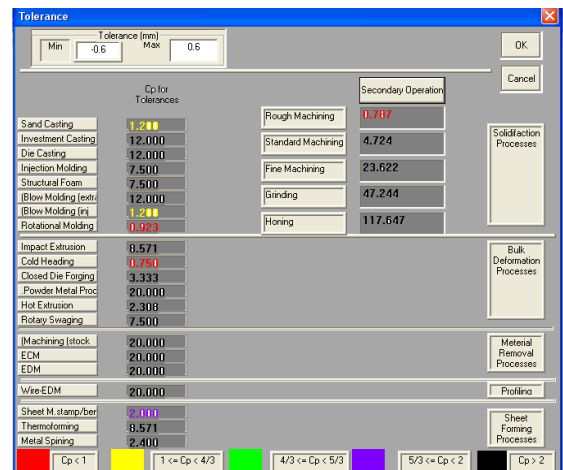 Tolerance
Tolerance (mm)
Min -0.6 Max 0.6
OK
Cancel
Cp for
Tolerances
Secondary Operation
Sand Casting 1.200
Investment Casting 12.000
Die Casting 12.000
Injection Molding 7.500
Structural Foam 7.500
(Blow Molding (extra 12.000
(Blow Molding (inj 1.200
Rotational Molding 0.923
Rough Machining 0.787
Standard Machining 4.724
Fine Machining 23.622
Grinding 47.244
Honing 117.647
Solidifaction
Processes
Impact Extrusion 8.571
Cold Heading 0.750
Closed Die Forging 3.333
.Powder Metal Proc 20.000
Hot Extrusion 2.308
Rotary Swaging 7.500
Bulk
Deformation
Processes
(Machining (stock 20.000
ECM 20.000
EDM 20.000
Meterial
Removal
Processes
Wire-EDM 20.000
Profiling
Sheet M.stamp/ber 2.000
Thermoforming 8.571
Metal Spining 2.400
Sheet
Forming
Processes
Cp < 1
1 <= Cp < 4/3
4/3 <= Cp < 5/3
5/3 <= Cp < 2
Cp > 2